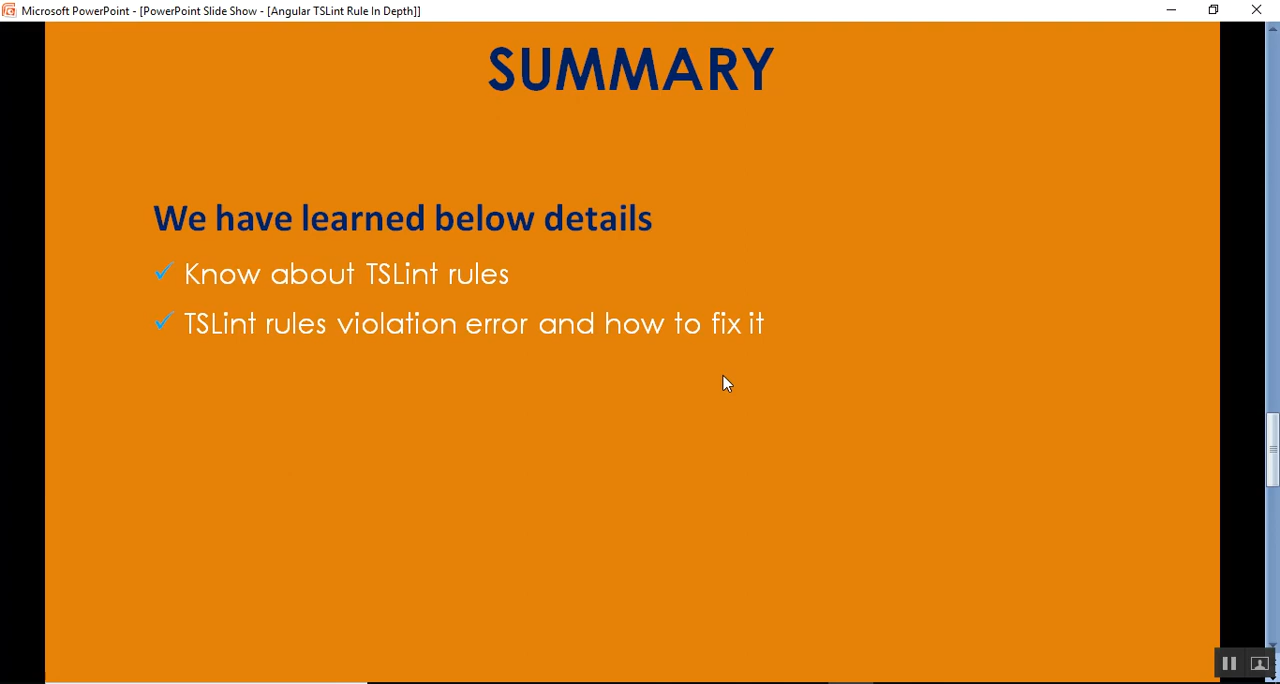 Microsoft PowerPoint - [PowerPoint Slide Show - [Angular TSLint Rule In Depth]]
SUMMARY
We have learned below details
✓ Know about TSLint rules
✓ TSLint rules violation error and how to fix it